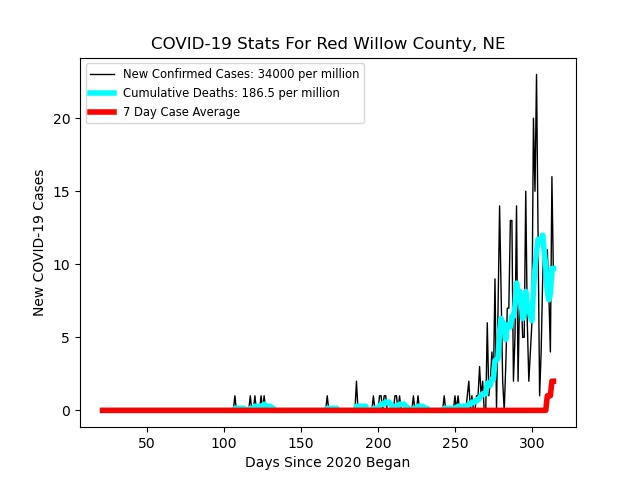 COVID-19 Stats For Red Willow County, NE
New Confirmed Cases: 34000 per million
Cumulative Deaths: 186.5 per million
7 Day Case Average
New COVID-19 Cases
20
15
10
5
0
50 100 150 200 250 300
Days Since 2020 Began